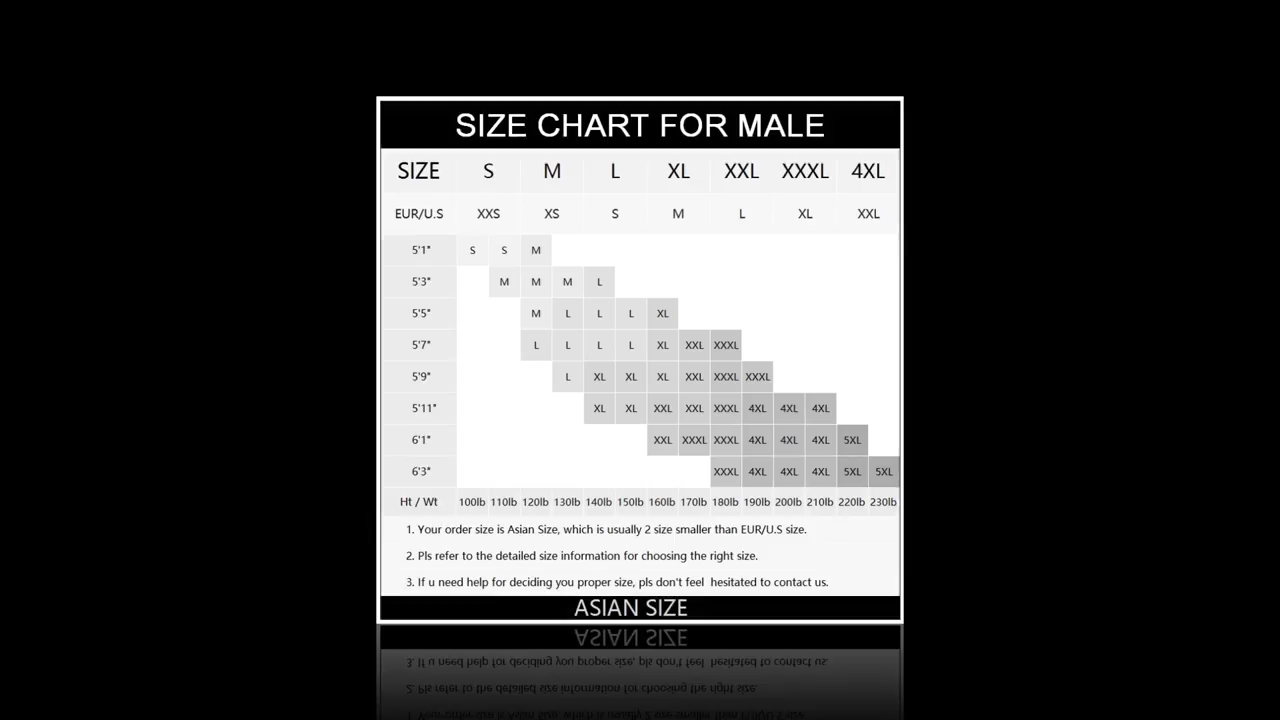 SIZE CHART FOR MALE
SIZE S M L XL XXL XXXL 4XL
EUR/U.S XXS XS S M L XL XXL
5'1" S S M
5'3" M M M L
5'5" M L L L XL
5'7" L L L L XL XXL XXXL
5'9" L XL XL XL XXL XXXL XXXL
5'11" XL XL XXL XXL XXXL 4XL 4XL 4XL
6'1" XXL XXXL XXXL 4XL 4XL 4XL 5XL
6'3" XXXL 4XL 4XL 4XL 5XL 5XL
Ht / Wt 100lb 110lb 120lb 130lb 140lb 150lb 160lb 170lb 180lb 190lb 200lb 210lb 220lb 230lb
1. Your order size is Asian Size, which is usually 2 size smaller than EUR/U.S size.
2. Pls refer to the detailed size information for choosing the right size.
3. If u need help for deciding you proper size, pls don't feel hesitated to contact us.
ASIAN SIZE